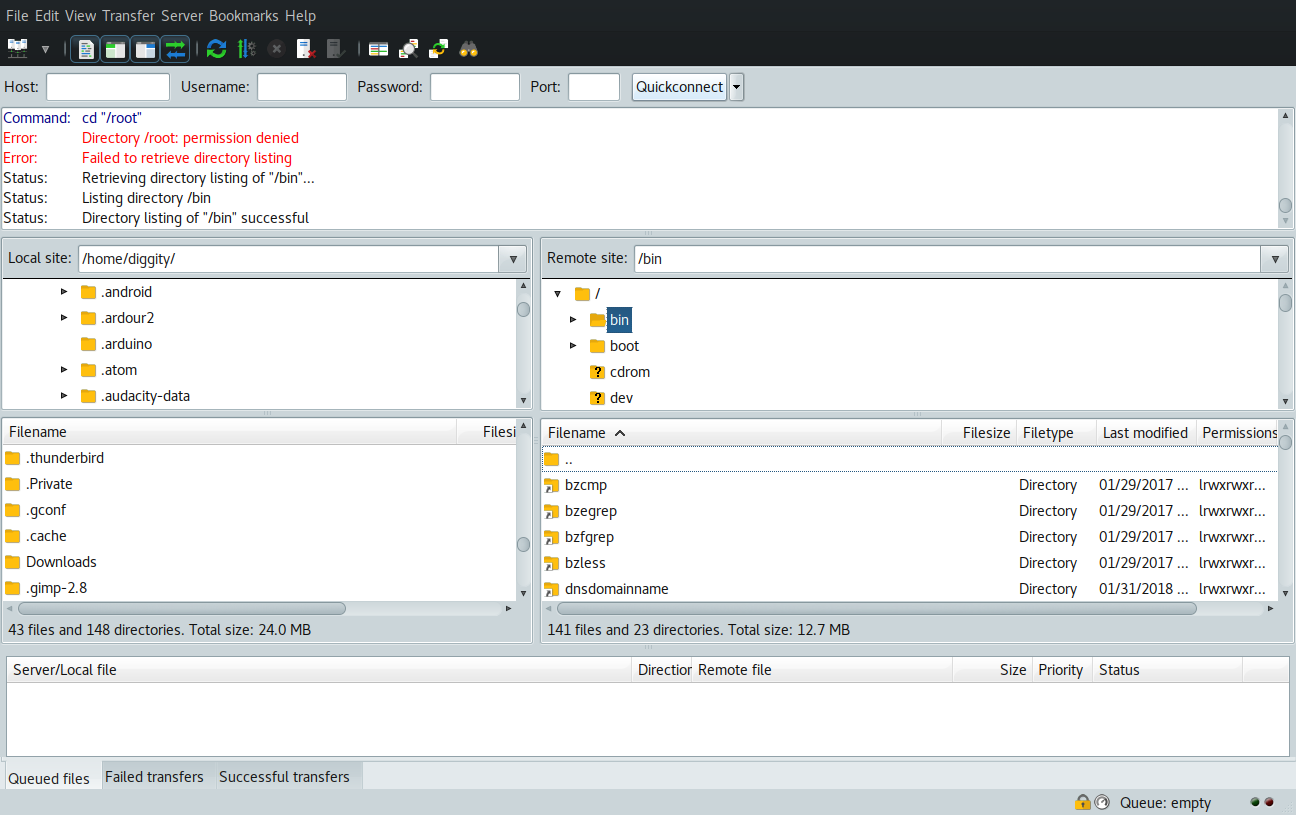 File Edit View Transfer Server Bookmarks Help
Host: Username: Password: Port: Quickconnect
Command: cd "/root"
Error: Directory /root: permission denied
Error: Failed to retrieve directory listing
Status: Retrieving directory listing of "/bin"...
Status: Listing directory /bin
Status: Directory listing of "/bin" successful
Local site: /home/diggity/
.android
.ardour2
.arduino
.atom
.audacity-data
Filename Filesi
.thunderbird
.Private
.gconf
.cache
Downloads
.gimp-2.8
43 files and 148 directories. Total size: 24.0 MB
Remote site: /bin
/
bin
boot
? cdrom
? dev
Filename Filesize Filetype Last modified Permissions
..
bzcmp Directory 01/29/2017 ... lrwxrwxr...
bzegrep Directory 01/29/2017 ... lrwxrwxr...
bzfgrep Directory 01/29/2017 ... lrwxrwxr...
bzless Directory 01/29/2017 ... lrwxrwxr...
dnsdomainname Directory 01/31/2018 ... lrwxrwxr...
141 files and 23 directories. Total size: 12.7 MB
Server/Local file Direction Remote file Size Priority Status
Queued files Failed transfers Successful transfers
Queue: empty